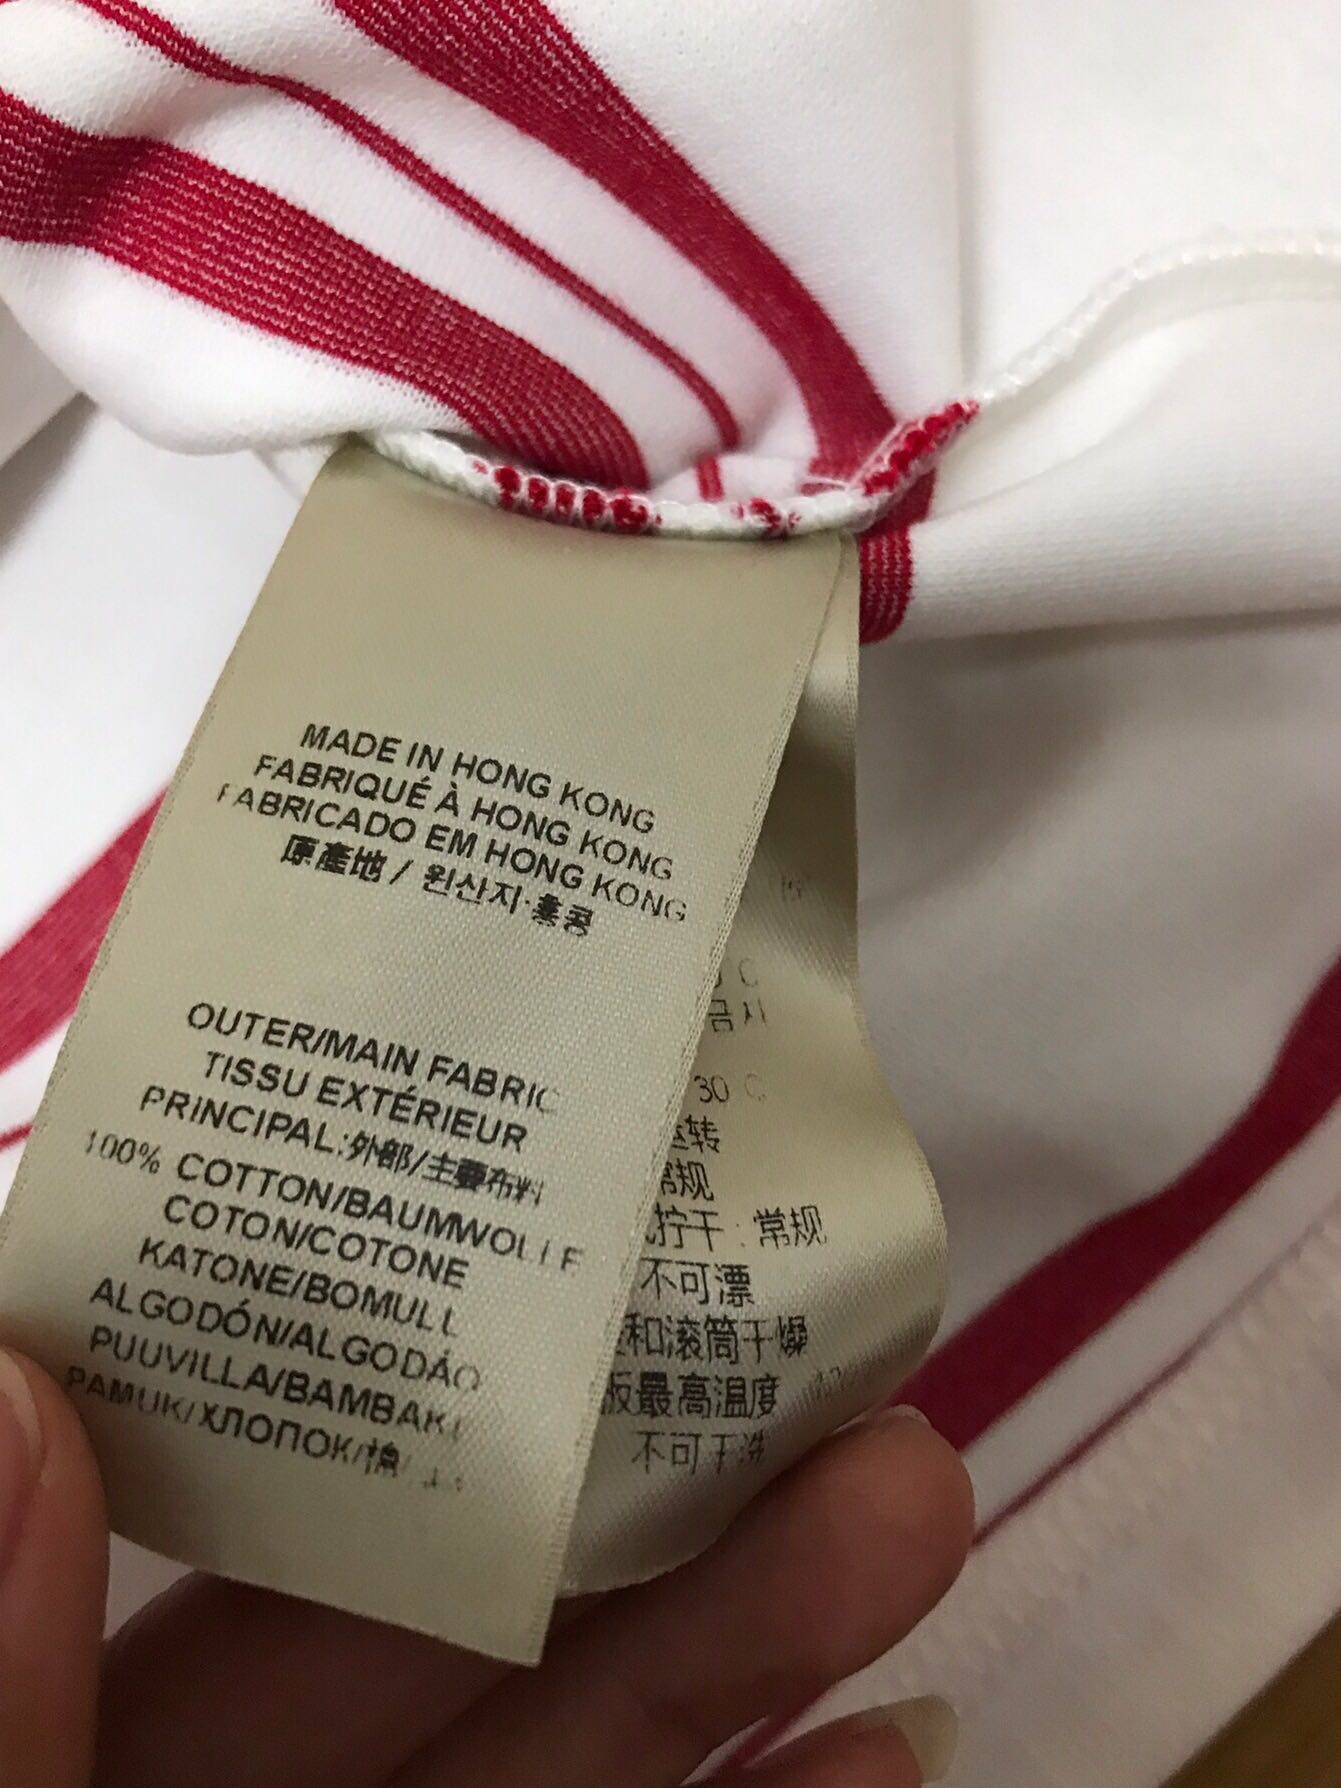 MADE IN HONG KONG
FABRIQUÉ À HONG KONG
FABRICADO EM HONG KONG
原產地 / 원산지:홍콩
OUTER/MAIN FABRIC
TISSU EXTÉRIEUR
PRINCIPAL:外部/主要布料
100% COTTON/BAUMWOLLE
COTON/COTONE
KATONE/BOMULL
ALGODÓN/ALGODÃO
PUUVILLA/BAMBAKI
PAMUK/ХЛОПОК/棉/
30 C
转
常规
拧干:常规
不可漂
和滚筒干燥
版最高温度
不可干洗